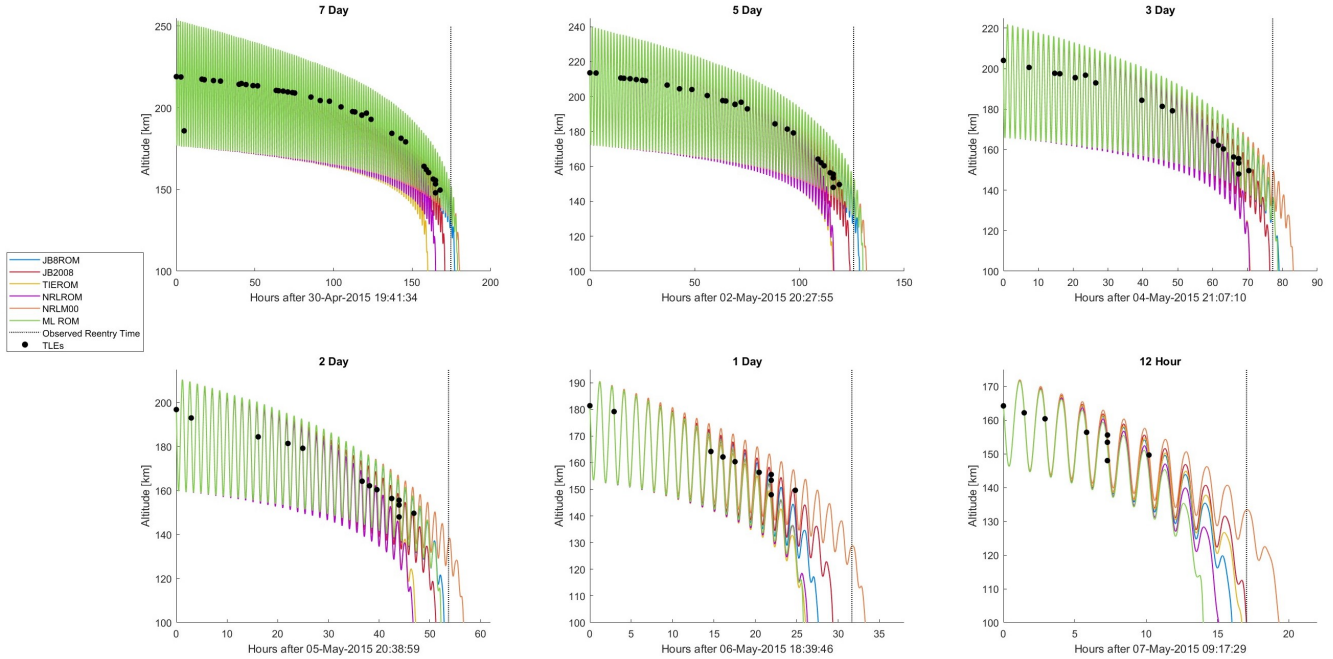 7 Day
250
200
150
100
0 50 100 150 200
Altitude [km]
Hours after 30-Apr-2015 19:41:34
5 Day
240
220
200
180
160
140
120
100
0 50 100 150
Altitude [km]
Hours after 02-May-2015 20:27:55
3 Day
220
200
180
160
140
120
100
0 10 20 30 40 50 60 70 80 90
Altitude [km]
Hours after 04-May-2015 21:07:10
JB8ROM
JB2008
TIEROM
NRLROM
NRLM00
ML ROM
Observed Reentry Time
TLEs
2 Day
200
180
160
140
120
100
0 10 20 30 40 50 60
Altitude [km]
Hours after 05-May-2015 20:38:59
1 Day
190
180
170
160
150
140
130
120
110
100
0 5 10 15 20 25 30 35
Altitude [km]
Hours after 06-May-2015 18:39:46
12 Hour
170
160
150
140
130
120
110
100
0 5 10 15 20
Altitude [km]
Hours after 07-May-2015 09:17:29